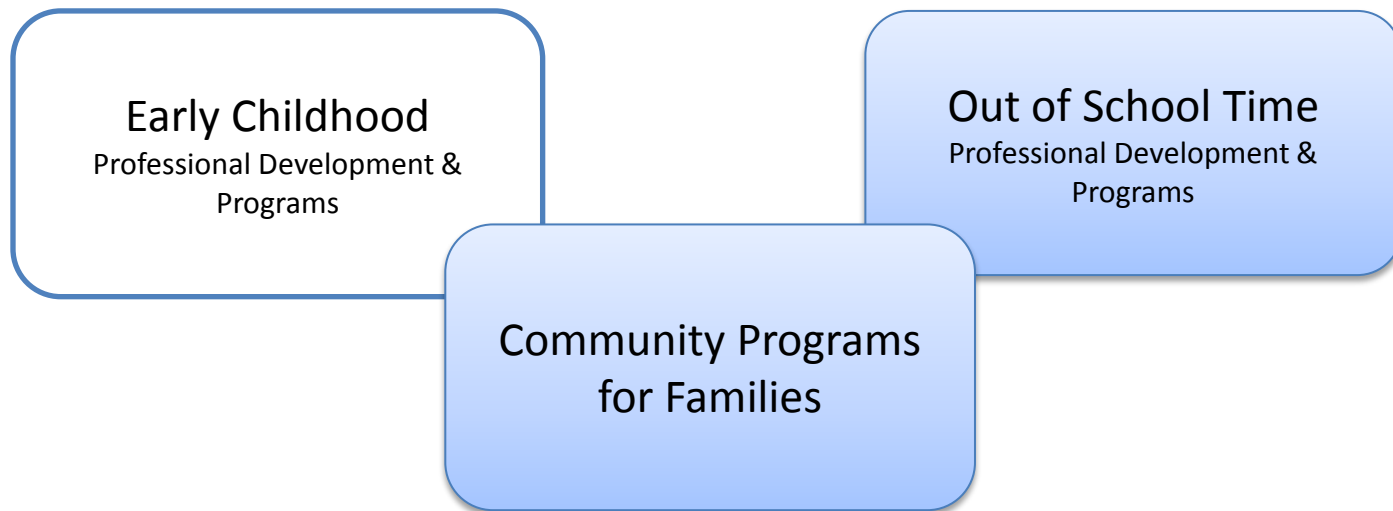 Early Childhood
Professional Development &
Programs
Out of School Time
Professional Development &
Programs
Community Programs
for Families